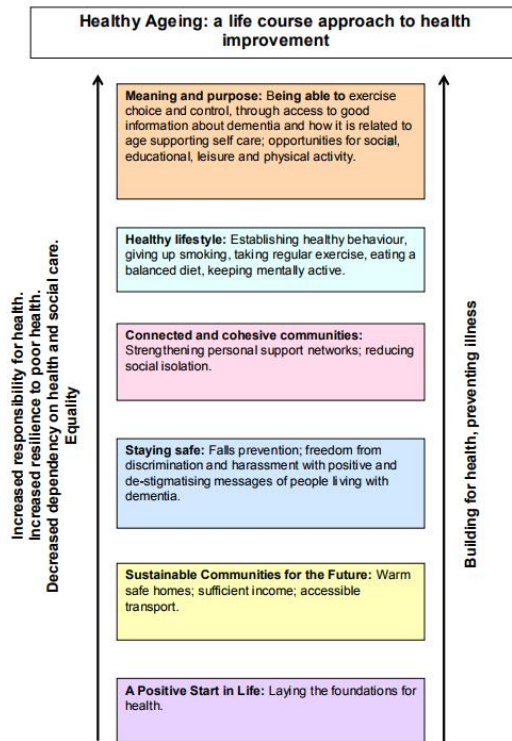 Healthy Ageing: a life course approach to health
improvement
Meaning and purpose: Being able to exercise
choice and control, through access to good
information about dementia and how it is related to
age supporting self care; opportunities for social,
educational, leisure and physical activity.
Healthy lifestyle: Establishing healthy behaviour,
giving up smoking, taking regular exercise, eating a
balanced diet, keeping mentally active.
Connected and cohesive communities:
Strengthening personal support networks; reducing
social isolation.
Staying safe: Falls prevention; freedom from
discrimination and harassment with positive and
de-stigmatising messages of people living with
dementia.
Sustainable Communities for the Future: Warm
safe homes; sufficient income; accessible
transport.
A Positive Start in Life: Laying the foundations for
health.
Increased responsibility for health.
Increased resilience to poor health.
Decreased dependency on health and social care.
Equality
Building for health, preventing illness